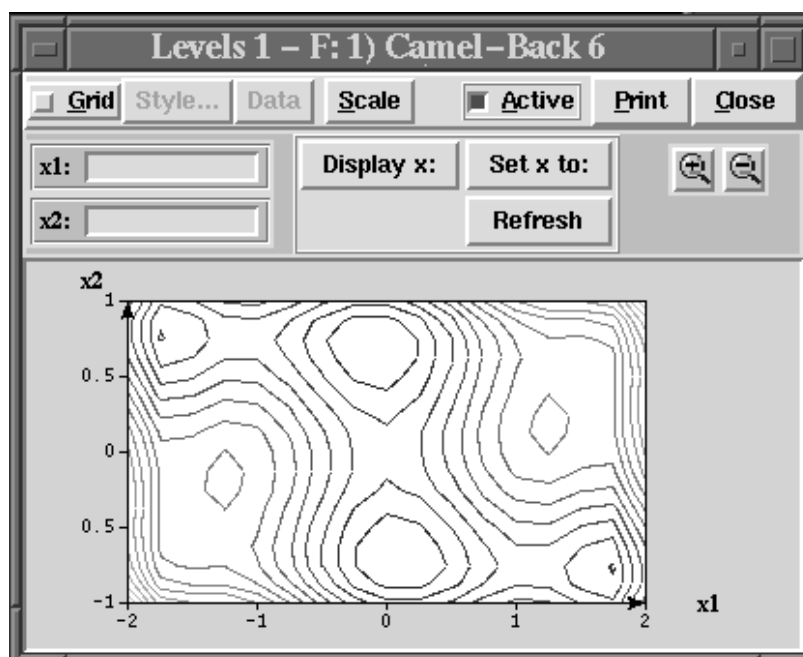 Levels 1 – F: 1) Camel–Back 6
Grid Style... Data Scale Active Print Close
x1: Display x: Set x to:
x2: Refresh
x2
1
0.5
0
0.5
-1
-2 -1 0 1 2
x1